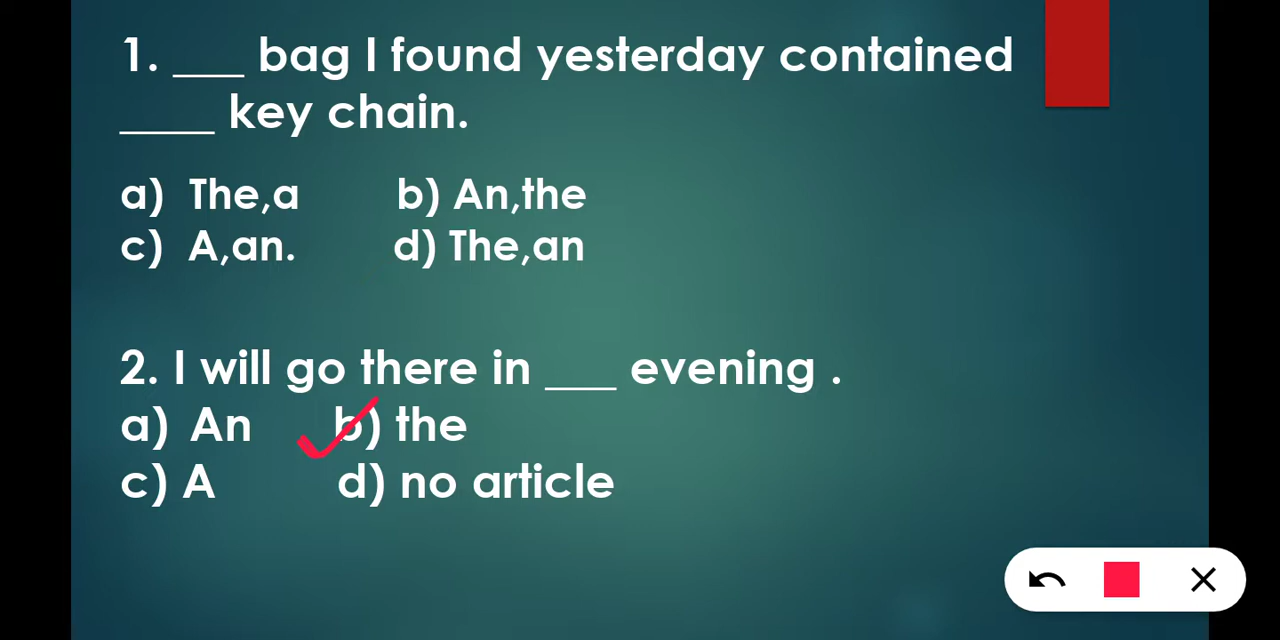 1. ___ bag I found yesterday contained
____ key chain.
a) The,a b) An,the
c) A,an. d) The,an
2. I will go there in ___ evening .
a) An b) the
c) A d) no article